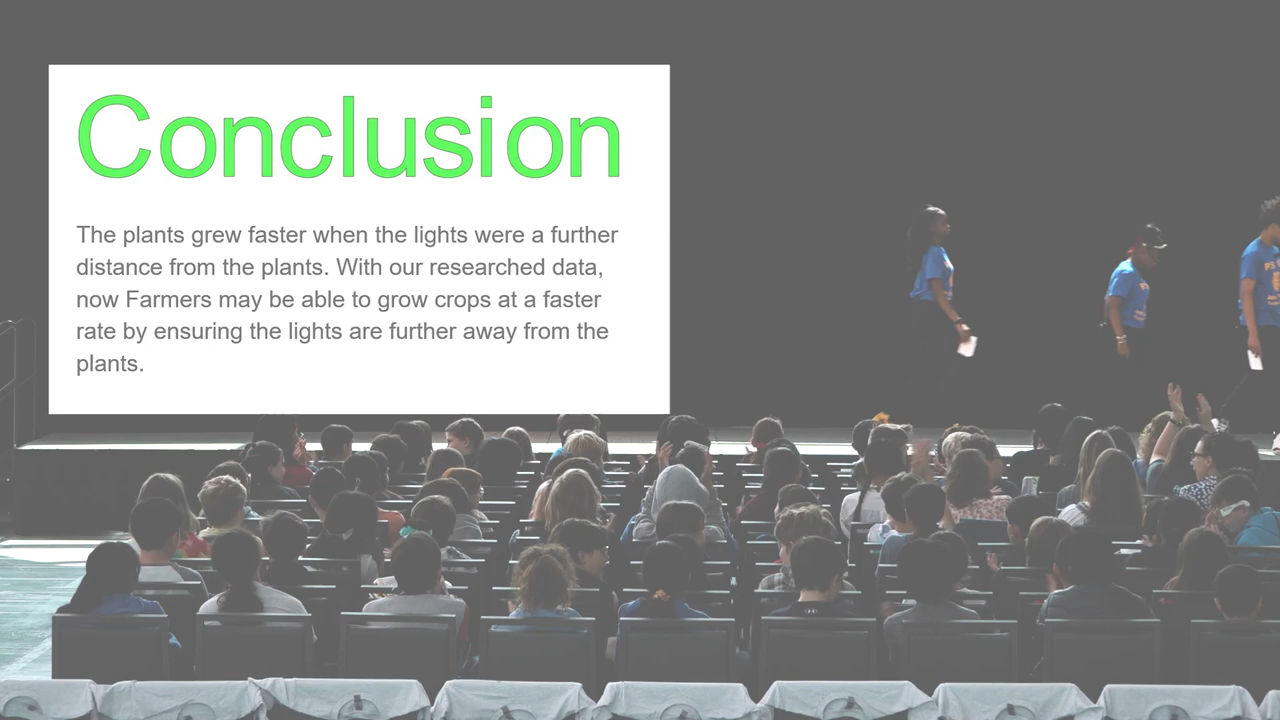 Conclusion
The plants grew faster when the lights were a further
distance from the plants. With our researched data,
now Farmers may be able to grow crops at a faster
rate by ensuring the lights are further away from the
plants.